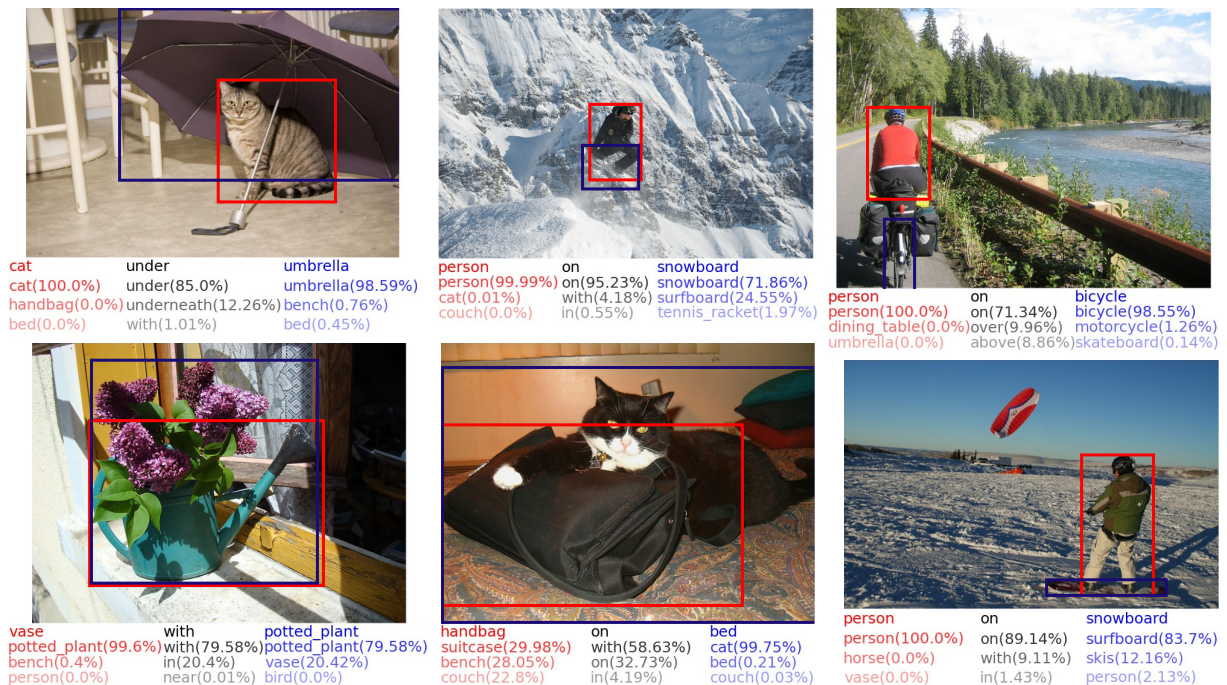 cat under umbrella
cat(100.0%) under(85.0%) umbrella(98.59%)
handbag(0.0%) underneath(12.26%) bench(0.76%)
bed(0.0%) with(1.01%) bed(0.45%)
person on snowboard
person(99.99%) on(95.23%) snowboard(71.86%)
cat(0.01%) with(4.18%) surfboard(24.55%)
couch(0.0%) in(0.55%) tennis_racket(1.97%)
person on bicycle
person(100.0%) on(71.34%) bicycle(98.55%)
dining_table(0.0%) over(9.96%) motorcycle(1.26%)
umbrella(0.0%) above(8.86%) skateboard(0.14%)
vase with potted_plant
potted_plant(99.6%) with(79.58%) potted_plant(79.58%)
bench(0.4%) in(20.4%) vase(20.42%)
person(0.0%) near(0.01%) bird(0.0%)
handbag on bed
suitcase(29.98%) with(58.63%) cat(99.75%)
bench(28.05%) on(32.73%) bed(0.21%)
couch(22.8%) in(4.19%) couch(0.03%)
person on snowboard
person(100.0%) on(89.14%) surfboard(83.7%)
horse(0.0%) with(9.11%) skis(12.16%)
vase(0.0%) in(1.43%) person(2.13%)